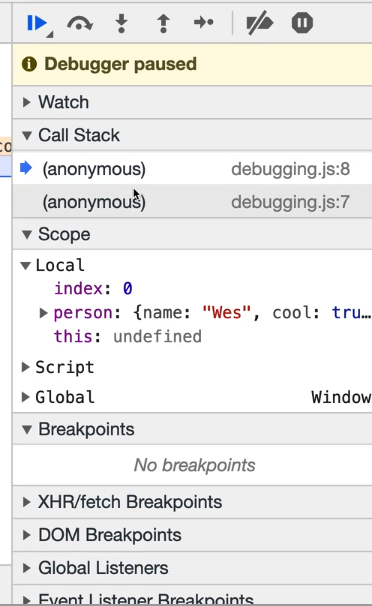 Debugger paused
Watch
Call Stack
(anonymous) debugging.js:8
(anonymous) debugging.js:7
Scope
Local
index: 0
person: {name: "Wes", cool: tru…
this: undefined
Script
Global Window
Breakpoints
No breakpoints
XHR/fetch Breakpoints
DOM Breakpoints
Global Listeners
Event Listener Breakpoints